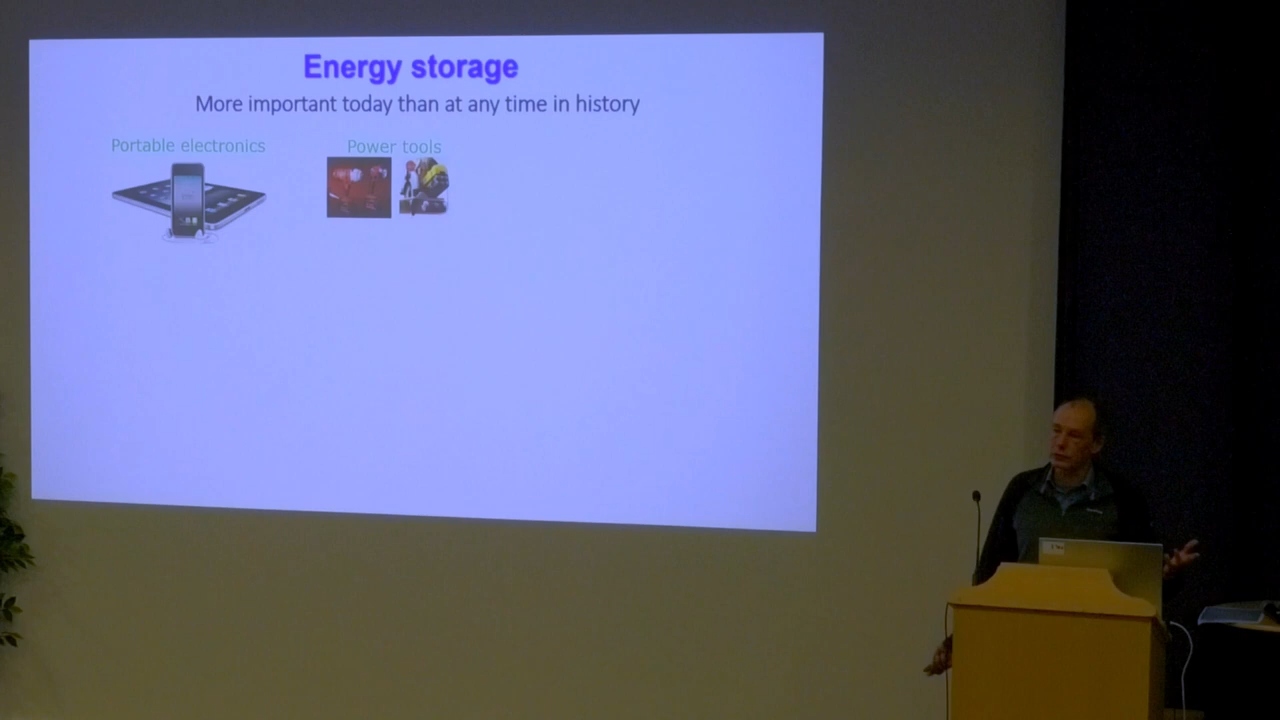 Energy storage
More important today than at any time in history
Portable electronics
Power tools